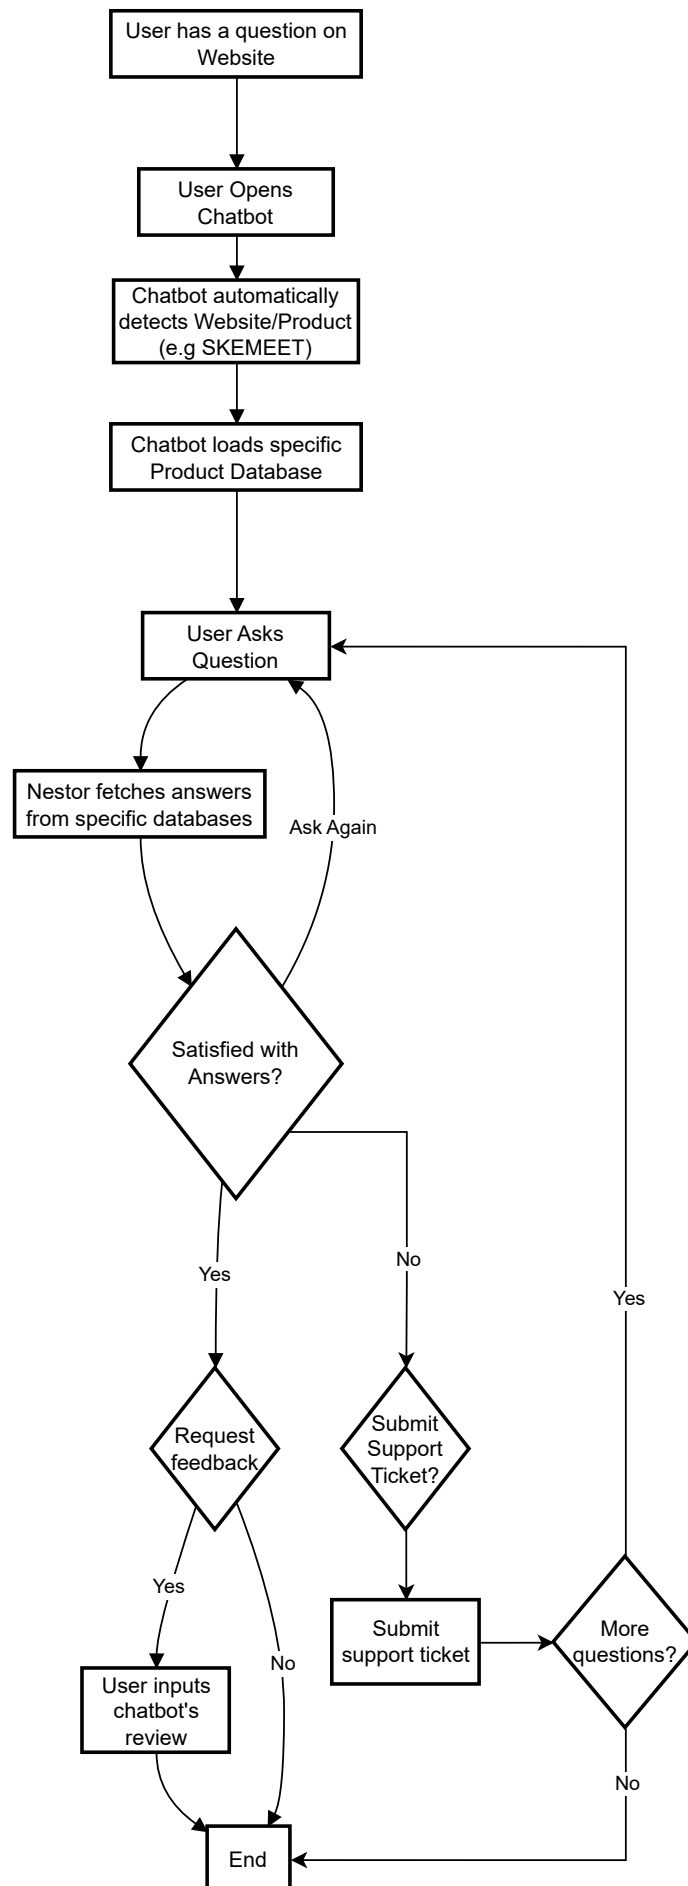 User has a question on
Website
User Opens
Chatbot
Chatbot automatically
detects Website/Product
(e.g SKEMEET)
Chatbot loads specific
Product Database
User Asks
Question
Nestor fetches answers
from specific databases
Ask Again
Satisfied with
Answers?
Yes
No
Yes
Request
feedback
Submit
Support
Ticket?
Yes
No
Submit
support ticket
More
questions?
User inputs
chatbot's
review
No
End